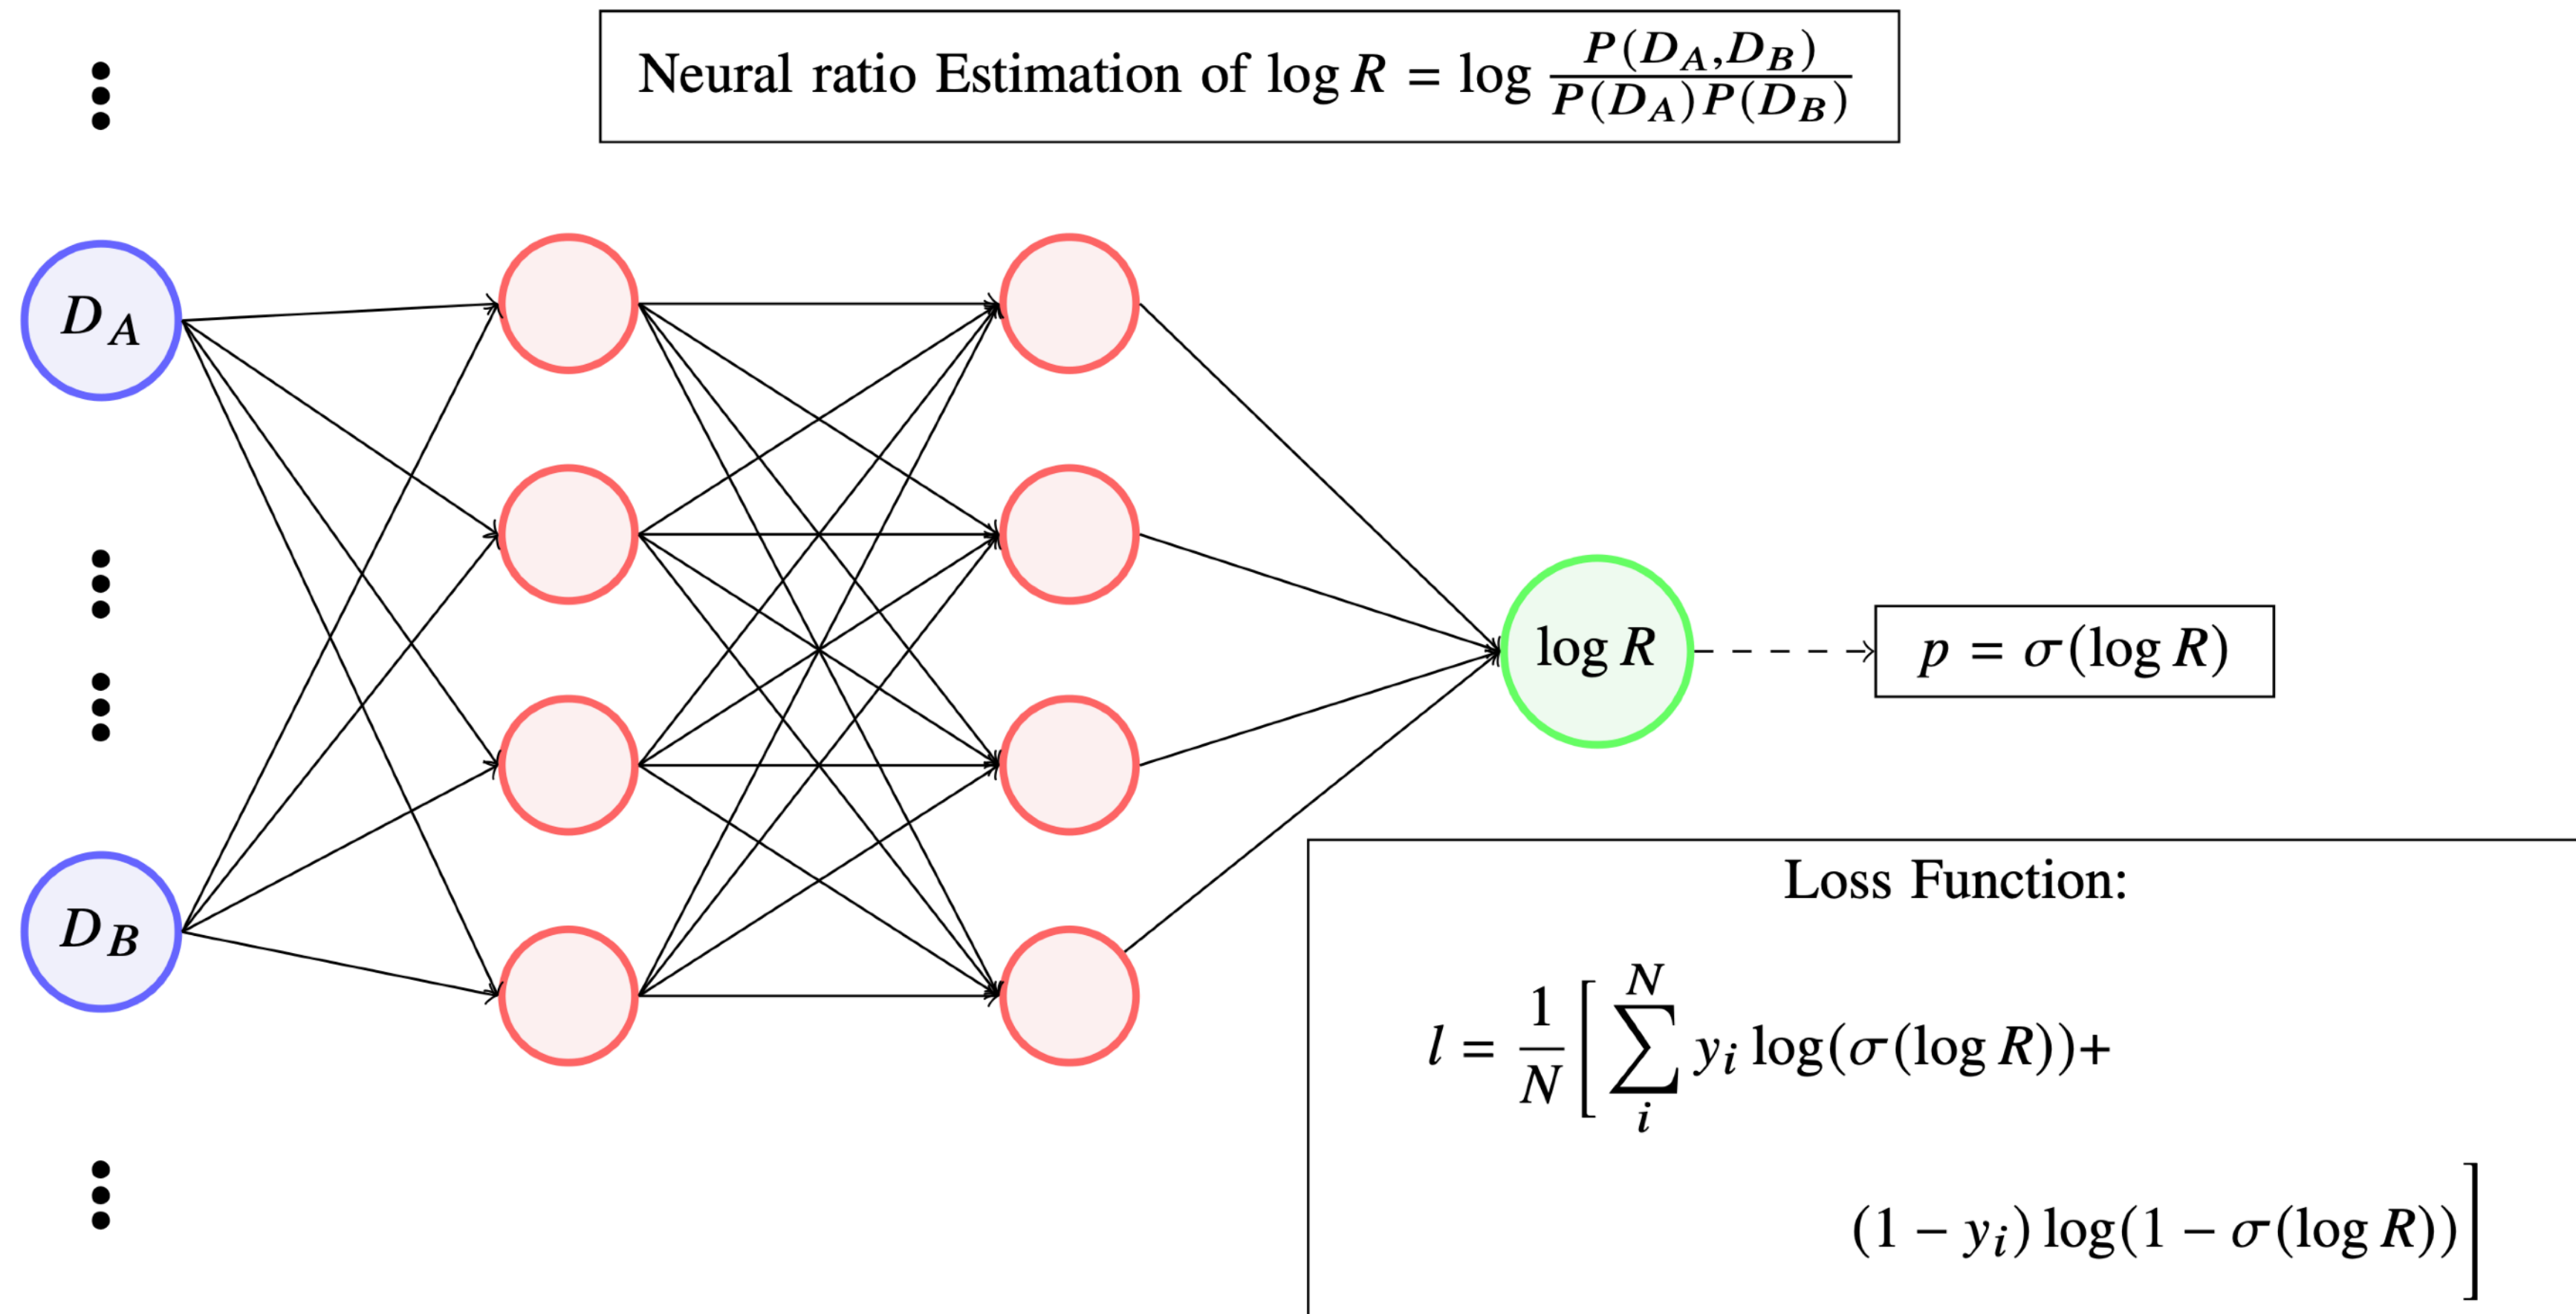 Neural ratio Estimation of log R = log P(D_A,D_B) / P(D_A)P(D_B)
D_A
D_B
log R
p = σ(log R)
Loss Function:
l = 1/N [ ∑_i^N y_i log(σ(log R))+
(1 − y_i) log(1 − σ(log R)) ]